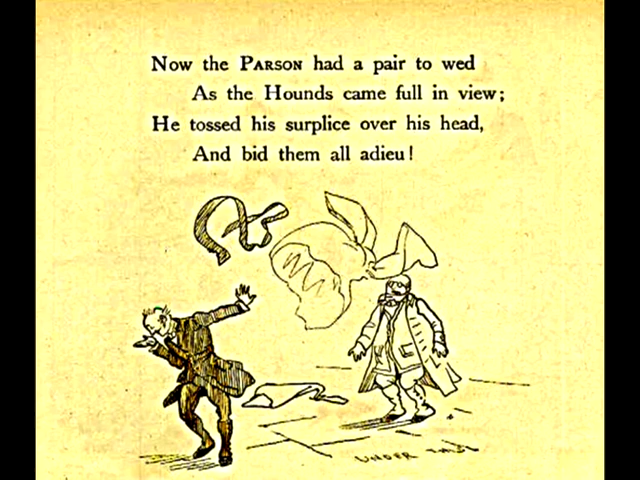 Now the PARSON had a pair to wed
As the Hounds came full in view;
He tossed his surplice over his head,
And bid them all adieu!
UNDER